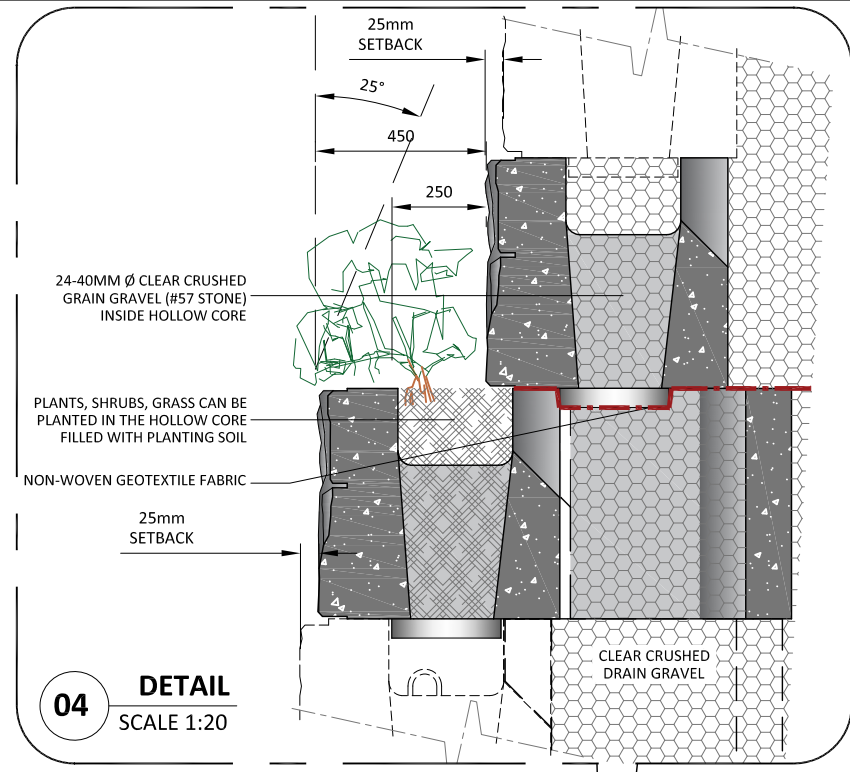 25mm
SETBACK
25°
450
250
24-40MM Ø CLEAR CRUSHED
GRAIN GRAVEL (#57 STONE)
INSIDE HOLLOW CORE
PLANTS, SHRUBS, GRASS CAN BE
PLANTED IN THE HOLLOW CORE
FILLED WITH PLANTING SOIL
NON-WOVEN GEOTEXTILE FABRIC
25mm
SETBACK
CLEAR CRUSHED
DRAIN GRAVEL
04
DETAIL
SCALE 1:20